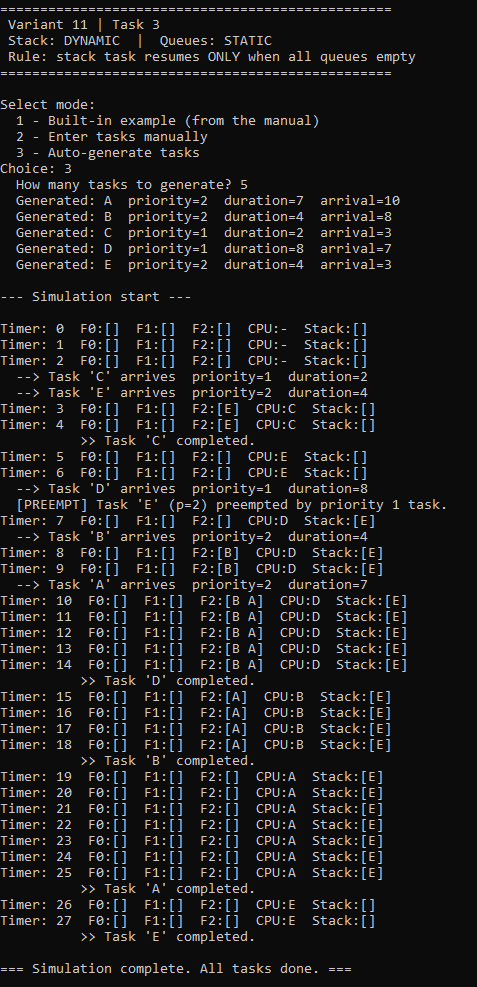 =================================================
 Variant 11 | Task 3
 Stack: DYNAMIC  |  Queues: STATIC
 Rule: stack task resumes ONLY when all queues empty
=================================================

Select mode:
  1 - Built-in example (from the manual)
  2 - Enter tasks manually
  3 - Auto-generate tasks
Choice: 3
  How many tasks to generate? 5
  Generated: A  priority=2  duration=7  arrival=10
  Generated: B  priority=2  duration=4  arrival=8
  Generated: C  priority=1  duration=2  arrival=3
  Generated: D  priority=1  duration=8  arrival=7
  Generated: E  priority=2  duration=4  arrival=3

--- Simulation start ---

Timer: 0  F0:[]  F1:[]  F2:[]  CPU:-  Stack:[]
Timer: 1  F0:[]  F1:[]  F2:[]  CPU:-  Stack:[]
Timer: 2  F0:[]  F1:[]  F2:[]  CPU:-  Stack:[]
  --> Task 'C' arrives  priority=1  duration=2
  --> Task 'E' arrives  priority=2  duration=4
Timer: 3  F0:[]  F1:[]  F2:[E]  CPU:C  Stack:[]
Timer: 4  F0:[]  F1:[]  F2:[E]  CPU:C  Stack:[]
          >> Task 'C' completed.
Timer: 5  F0:[]  F1:[]  F2:[]  CPU:E  Stack:[]
Timer: 6  F0:[]  F1:[]  F2:[]  CPU:E  Stack:[]
  --> Task 'D' arrives  priority=1  duration=8
  [PREEMPT] Task 'E' (p=2) preempted by priority 1 task.
Timer: 7  F0:[]  F1:[]  F2:[]  CPU:D  Stack:[E]
  --> Task 'B' arrives  priority=2  duration=4
Timer: 8  F0:[]  F1:[]  F2:[B]  CPU:D  Stack:[E]
Timer: 9  F0:[]  F1:[]  F2:[B]  CPU:D  Stack:[E]
  --> Task 'A' arrives  priority=2  duration=7
Timer: 10  F0:[]  F1:[]  F2:[B A]  CPU:D  Stack:[E]
Timer: 11  F0:[]  F1:[]  F2:[B A]  CPU:D  Stack:[E]
Timer: 12  F0:[]  F1:[]  F2:[B A]  CPU:D  Stack:[E]
Timer: 13  F0:[]  F1:[]  F2:[B A]  CPU:D  Stack:[E]
Timer: 14  F0:[]  F1:[]  F2:[B A]  CPU:D  Stack:[E]
          >> Task 'D' completed.
Timer: 15  F0:[]  F1:[]  F2:[A]  CPU:B  Stack:[E]
Timer: 16  F0:[]  F1:[]  F2:[A]  CPU:B  Stack:[E]
Timer: 17  F0:[]  F1:[]  F2:[A]  CPU:B  Stack:[E]
Timer: 18  F0:[]  F1:[]  F2:[A]  CPU:B  Stack:[E]
          >> Task 'B' completed.
Timer: 19  F0:[]  F1:[]  F2:[]  CPU:A  Stack:[E]
Timer: 20  F0:[]  F1:[]  F2:[]  CPU:A  Stack:[E]
Timer: 21  F0:[]  F1:[]  F2:[]  CPU:A  Stack:[E]
Timer: 22  F0:[]  F1:[]  F2:[]  CPU:A  Stack:[E]
Timer: 23  F0:[]  F1:[]  F2:[]  CPU:A  Stack:[E]
Timer: 24  F0:[]  F1:[]  F2:[]  CPU:A  Stack:[E]
Timer: 25  F0:[]  F1:[]  F2:[]  CPU:A  Stack:[E]
          >> Task 'A' completed.
Timer: 26  F0:[]  F1:[]  F2:[]  CPU:E  Stack:[]
Timer: 27  F0:[]  F1:[]  F2:[]  CPU:E  Stack:[]
          >> Task 'E' completed.

=== Simulation complete. All tasks done. ===